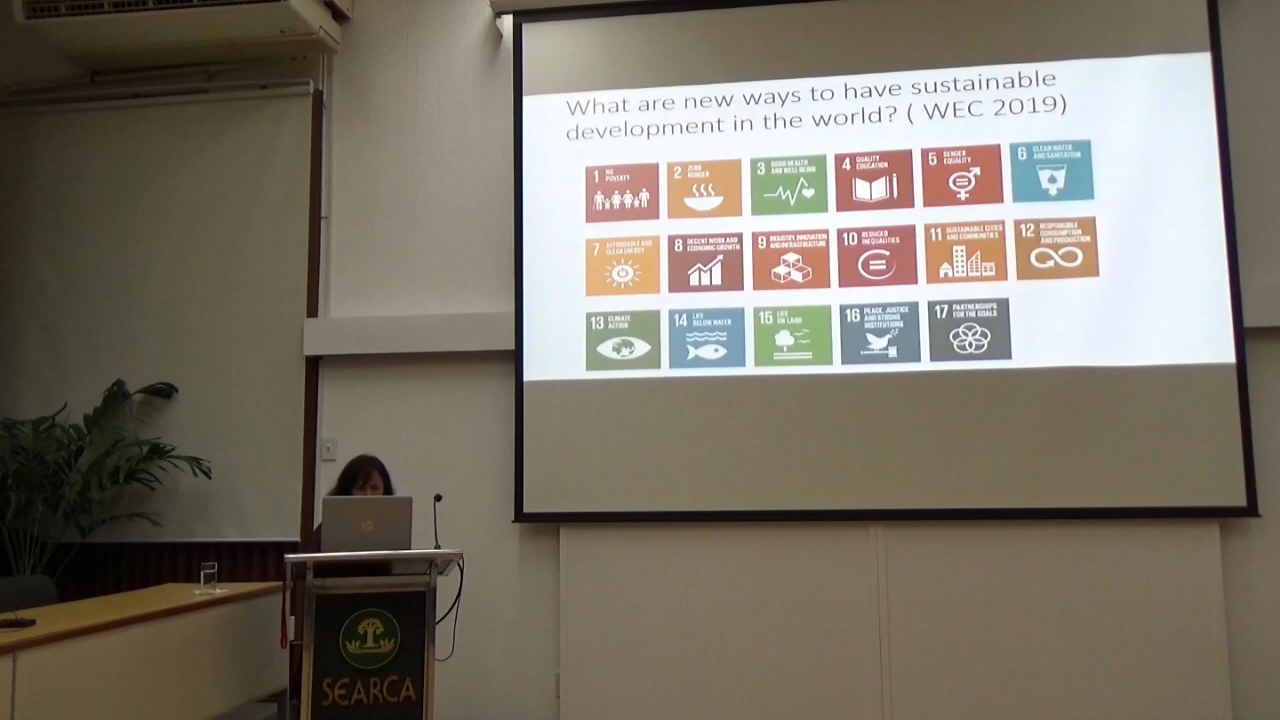 What are new ways to have sustainable
development in the world? ( WEC 2019)
1 NO
POVERTY
2 ZERO
HUNGER
3 GOOD HEALTH
AND WELL-BEING
4 QUALITY
EDUCATION
5 GENDER
EQUALITY
6 CLEAN WATER
AND SANITATION
7 AFFORDABLE AND
CLEAN ENERGY
8 DECENT WORK AND
ECONOMIC GROWTH
9 INDUSTRY, INNOVATION
AND INFRASTRUCTURE
10 REDUCED
INEQUALITIES
11 SUSTAINABLE CITIES
AND COMMUNITIES
12 RESPONSIBLE
CONSUMPTION
AND PRODUCTION
13 CLIMATE
ACTION
14 LIFE
BELOW WATER
15 LIFE
ON LAND
16 PEACE, JUSTICE
AND STRONG
INSTITUTIONS
17 PARTNERSHIPS
FOR THE GOALS
hp
SEARCA